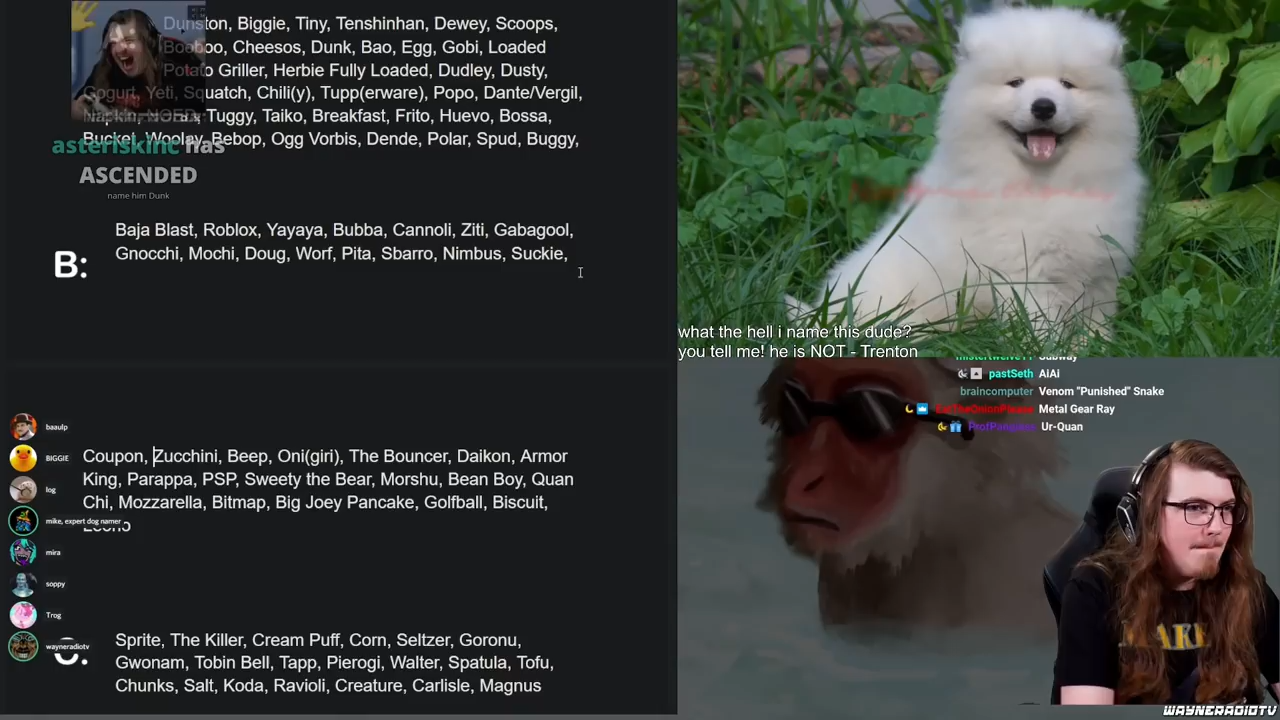 Dunston, Biggie, Tiny, Tenshinhan, Dewey, Scoops,
Booboo, Cheesos, Dunk, Bao, Egg, Gobi, Loaded
Potato Griller, Herbie Fully Loaded, Dudley, Dusty,
Gogurt, Yeti, Squatch, Chili(y), Tupp(erware), Popo, Dante/Vergil,
Napkin, Tuggy, Taiko, Breakfast, Frito, Huevo, Bossa,
Bucket, Woolay, Bebop, Ogg Vorbis, Dende, Polar, Spud, Buggy,
asteriskinc has
ASCENDED
name him Dunk
B:
Baja Blast, Roblox, Yayaya, Bubba, Cannoli, Ziti, Gabagool,
Gnocchi, Mochi, Doug, Worf, Pita, Sbarro, Nimbus, Suckie,
what the hell i name this dude?
you tell me! he is NOT - Trenton
Subway
pastSeth AiAi
braincomputer Venom "Punished" Snake
EatTheOnionPlease Metal Gear Ray
Ur-Quan
baaulp
BIGGIE
log
mike, expert dog namer
mira
soppy
Trog
wayneradiotv
Coupon, Zucchini, Beep, Oni(giri), The Bouncer, Daikon, Armor
King, Parappa, PSP, Sweety the Bear, Morshu, Bean Boy, Quan
Chi, Mozzarella, Bitmap, Big Joey Pancake, Golfball, Biscuit,
Sprite, The Killer, Cream Puff, Corn, Seltzer, Goronu,
Gwonam, Tobin Bell, Tapp, Pierogi, Walter, Spatula, Tofu,
Chunks, Salt, Koda, Ravioli, Creature, Carlisle, Magnus
WAYNERADIOTV